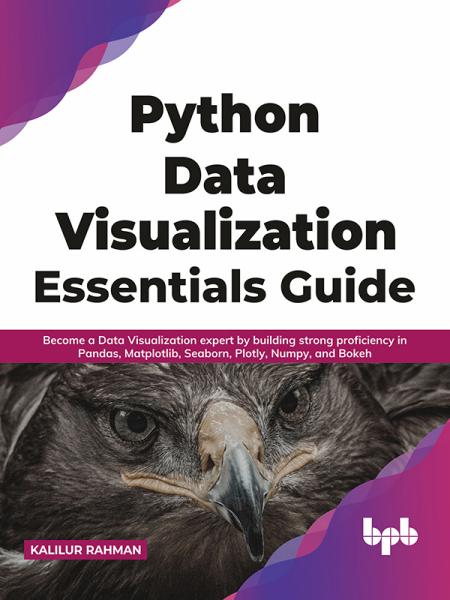 Python
Data
Visualization
Essentials Guide
Become a Data Visualization expert by building strong proficiency in
Pandas, Matplotlib, Seaborn, Plotly, Numpy, and Bokeh
bpb
KALILUR RAHMAN